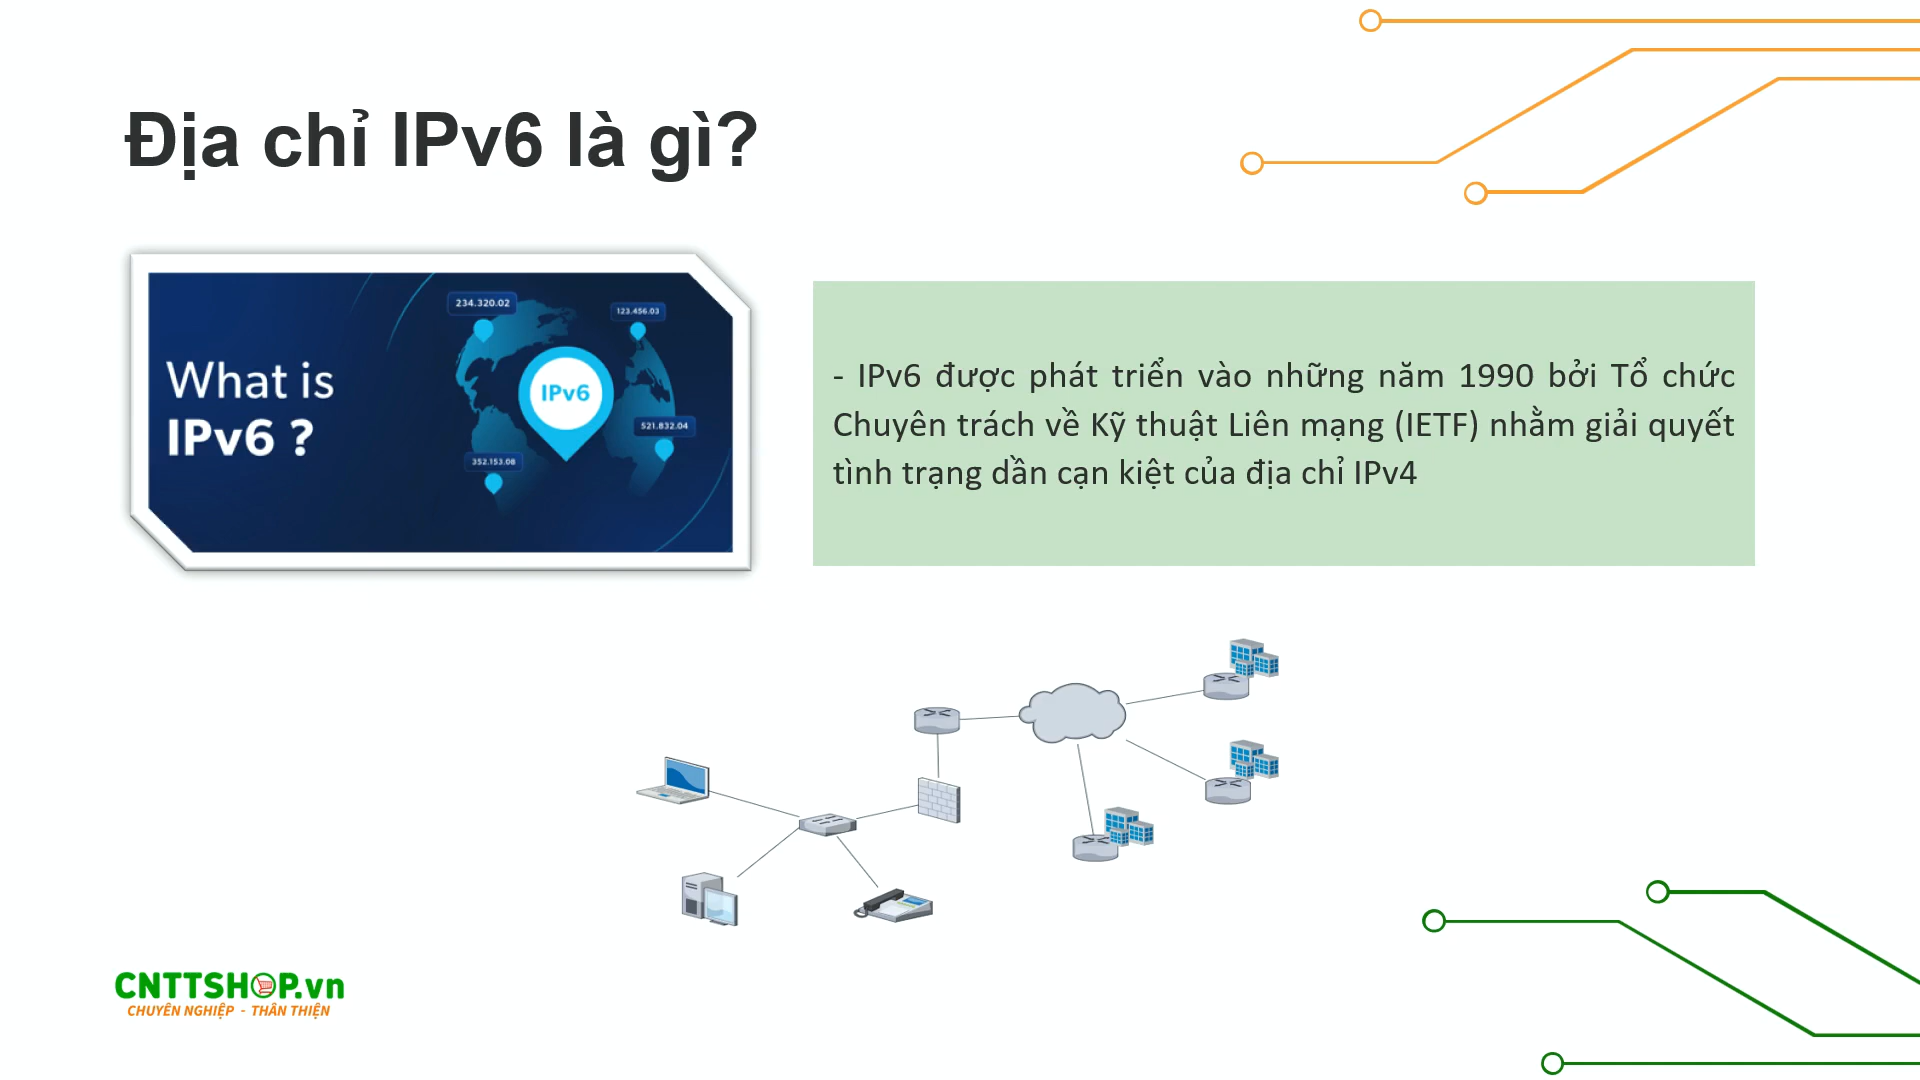 Địa chỉ IPv6 là gì?
What is
IPv6 ?
234.320.02
123.456.03
IPv6
521.832.04
352.153.08
- IPv6 được phát triển vào những năm 1990 bởi Tổ chức
Chuyên trách về Kỹ thuật Liên mạng (IETF) nhằm giải quyết
tình trạng dần cạn kiệt của địa chỉ IPv4
CNTTSHOP.vn
CHUYÊN NGHIỆP - THÂN THIỆN